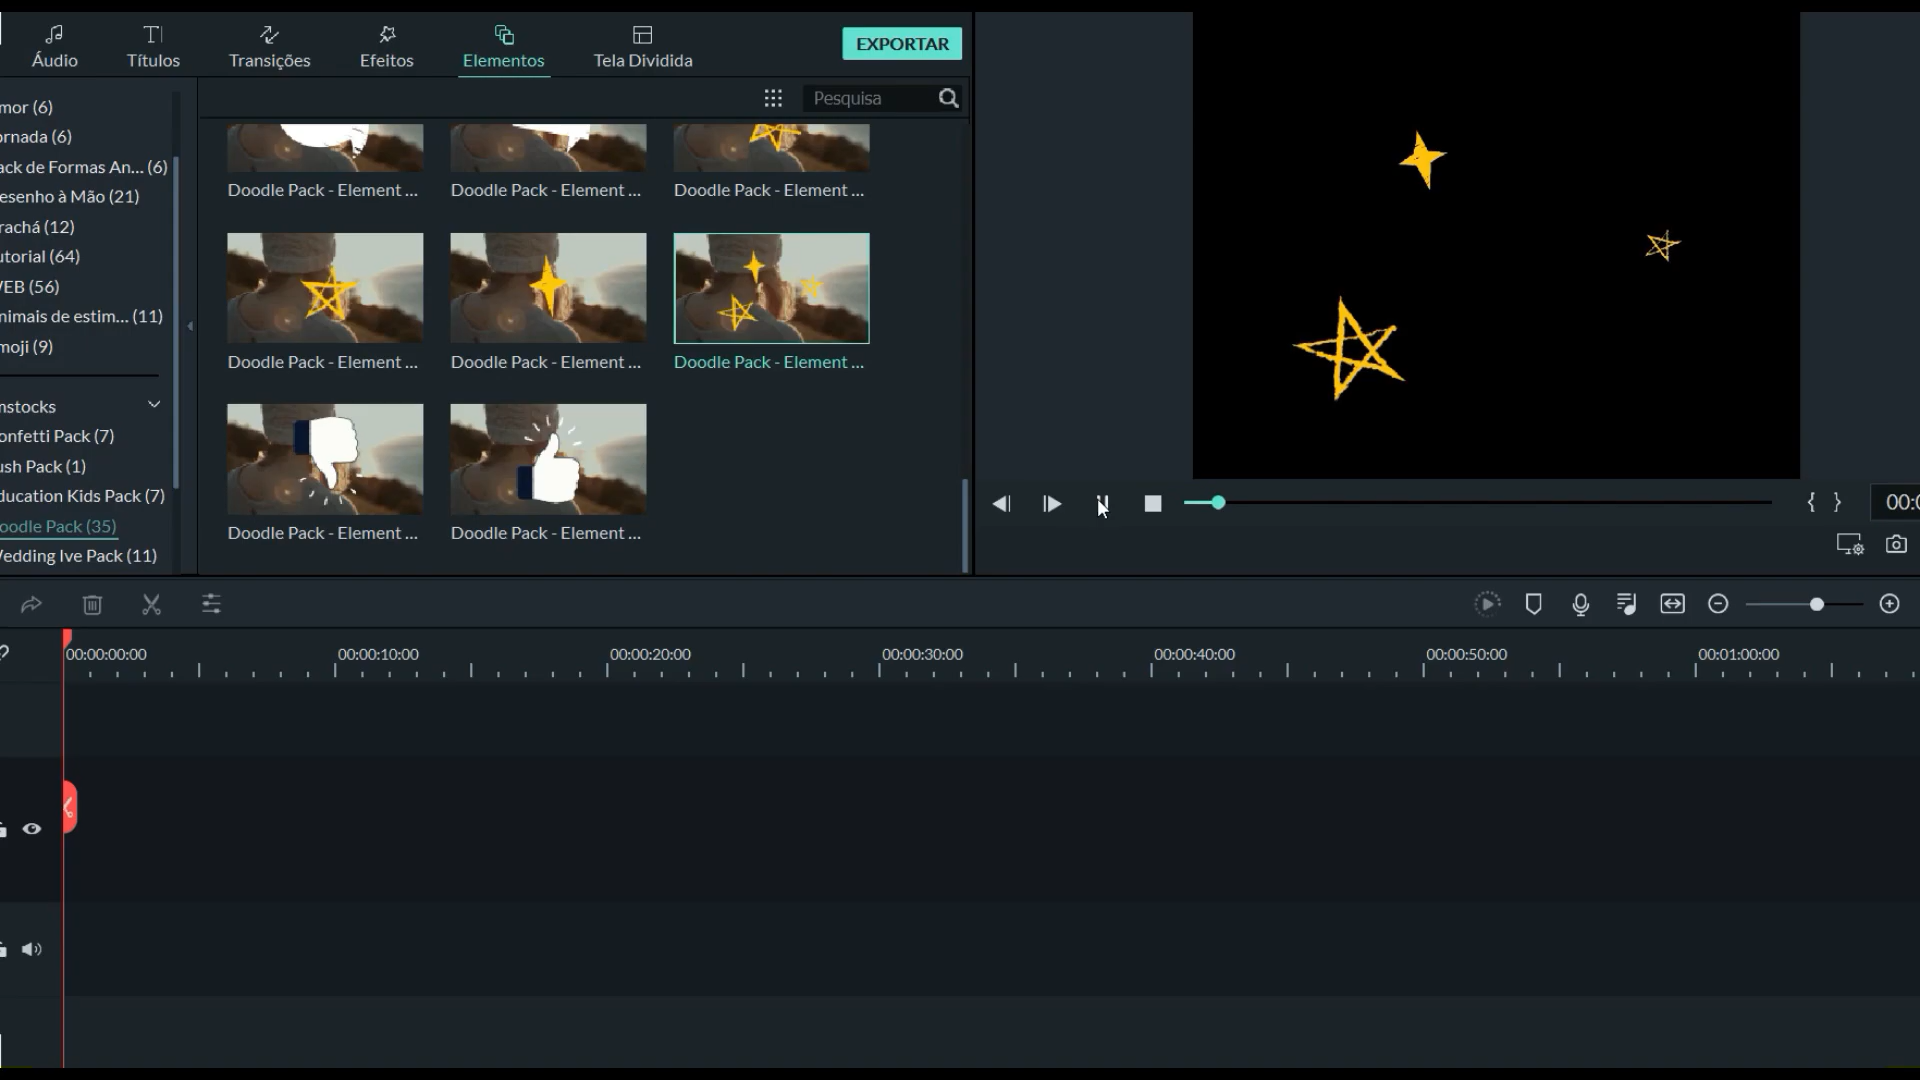 Áudio
Títulos
Transições
Efeitos
Elementos
Tela Dividida
EXPORTAR
Pesquisa
mor (6)
ornada (6)
ack de Formas An... (6)
esenho à Mão (21)
rachá (12)
utorial (64)
EB (56)
nimais de estim... (11)
moji (9)
mstocks
onfetti Pack (7)
ush Pack (1)
ducation Kids Pack (7)
oodle Pack (35)
edding Ive Pack (11)
Doodle Pack - Element ...
Doodle Pack - Element ...
Doodle Pack - Element ...
Doodle Pack - Element ...
Doodle Pack - Element ...
Doodle Pack - Element ...
Doodle Pack - Element ...
Doodle Pack - Element ...
{ }
00:0
00:00:00:00
00:00:10:00
00:00:20:00
00:00:30:00
00:00:40:00
00:00:50:00
00:01:00:00